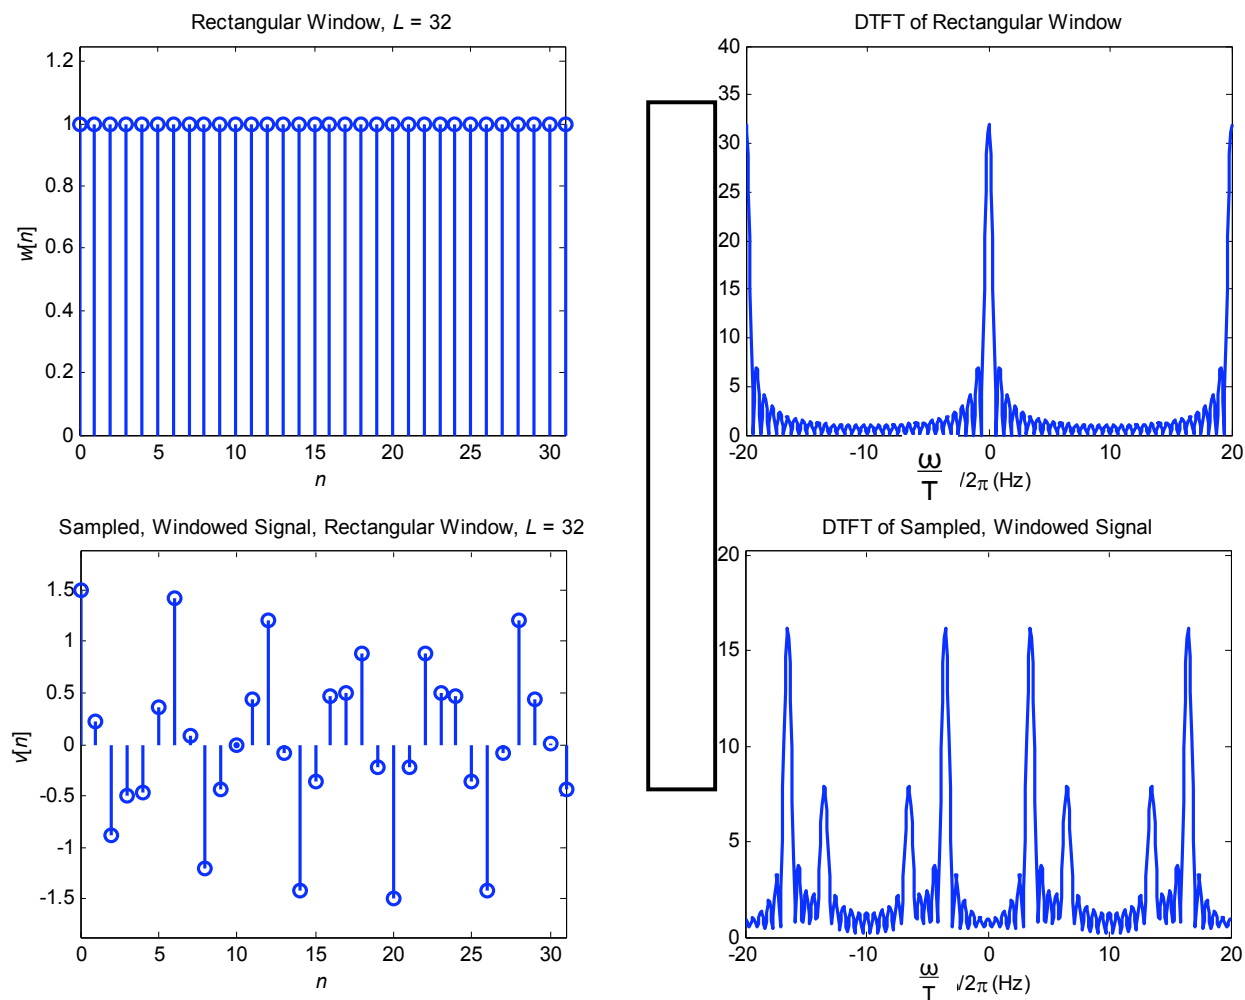 Rectangular Window, L = 32
1.2
1
0.8
0.6
0.4
0.2
0
w[n]
0 5 10 15 20 25 30
n
DTFT of Rectangular Window
40
35
30
25
20
15
10
5
0
-20 -10 0 10 20
ω/T /2π (Hz)
Sampled, Windowed Signal, Rectangular Window, L = 32
1.5
1
0.5
0
-0.5
-1
-1.5
v[n]
0 5 10 15 20 25 30
n
DTFT of Sampled, Windowed Signal
20
15
10
5
0
-20 -10 0 10 20
ω/T /2π (Hz)